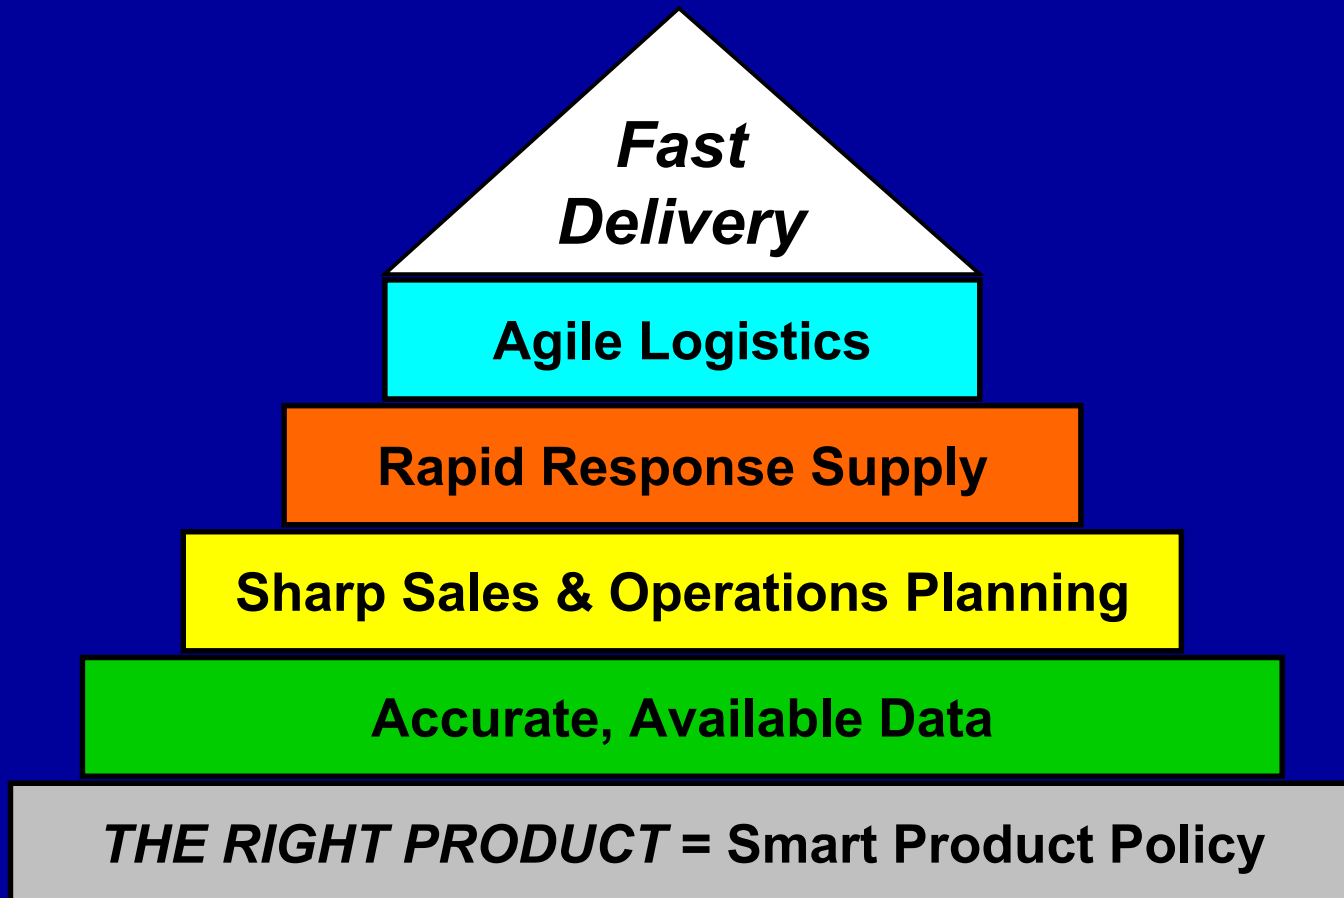 Fast
Delivery
Agile Logistics
Rapid Response Supply
Sharp Sales & Operations Planning
Accurate, Available Data
THE RIGHT PRODUCT = Smart Product Policy